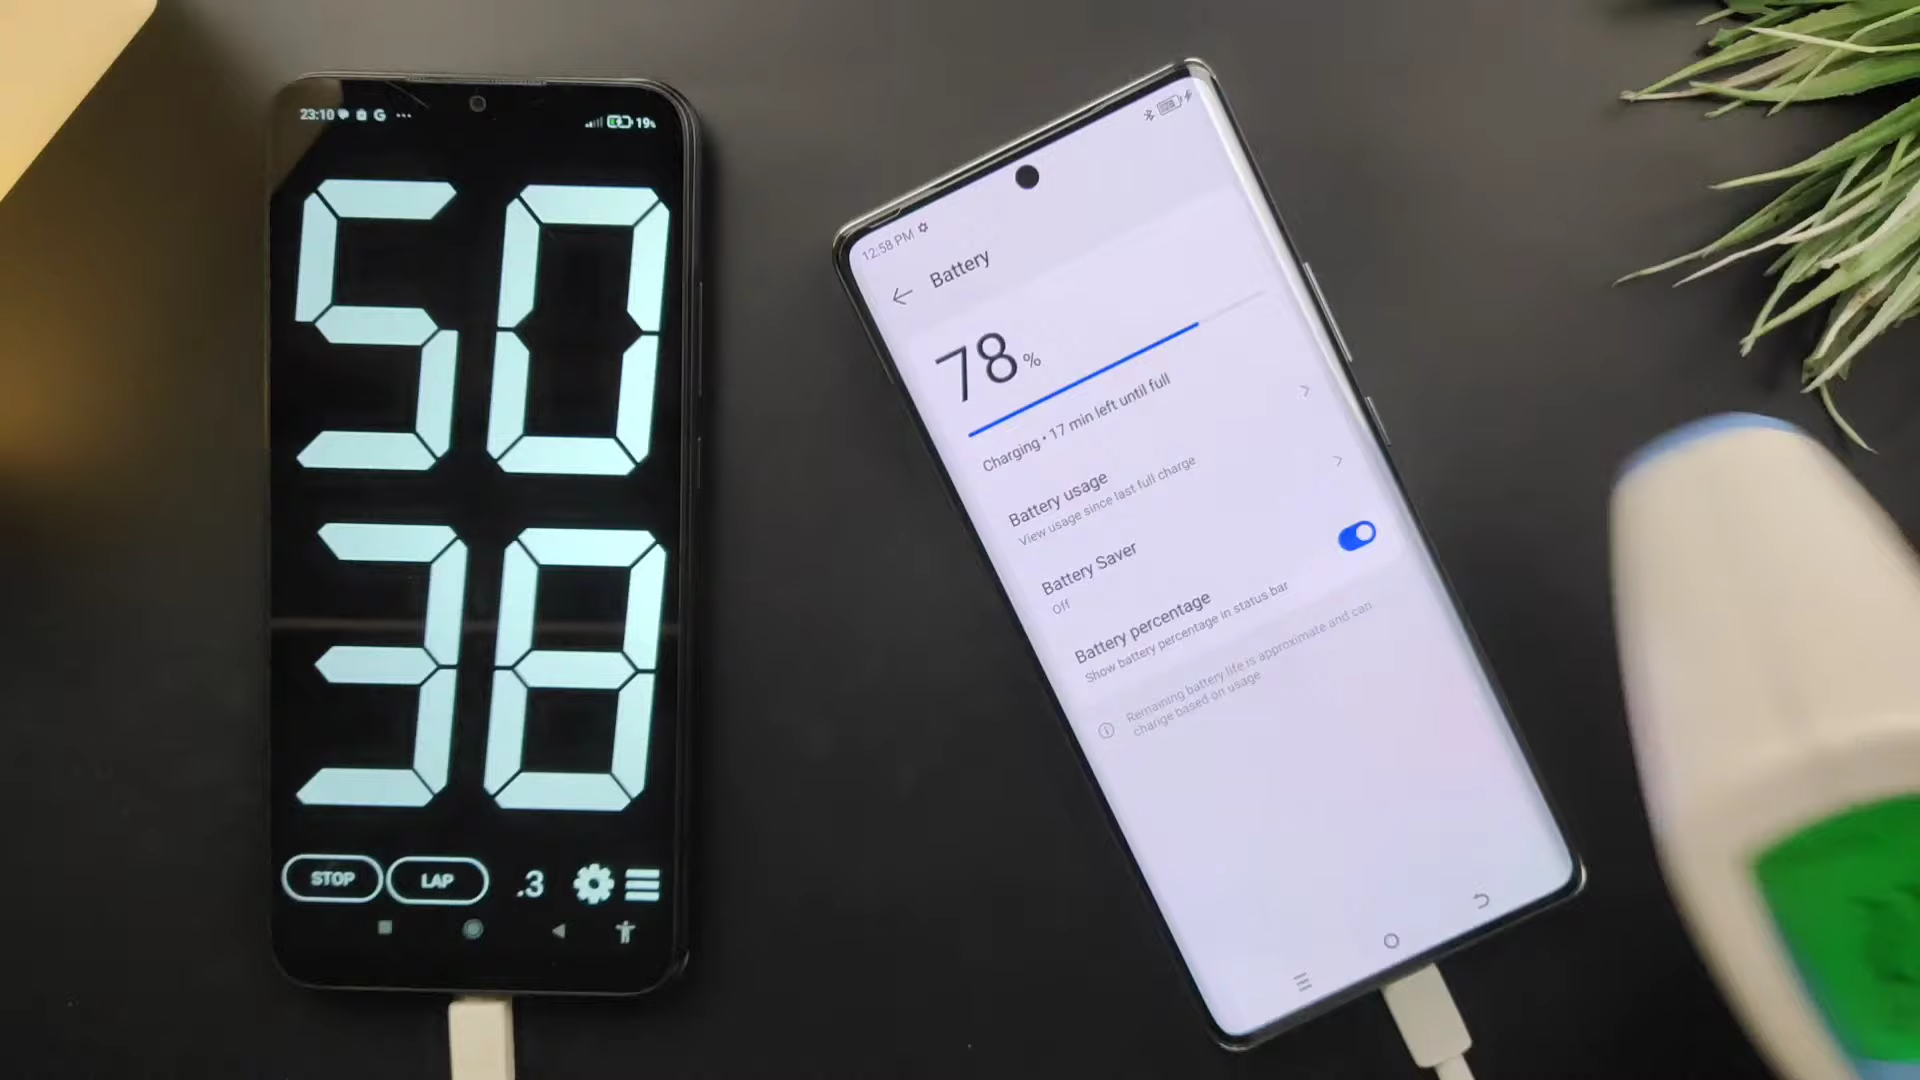 23:10 G ...
19%
50
38
STOP LAP .3
12:58 PM
Battery
78 %
Charging • 17 min left until full
Battery usage
View usage since last full charge
Battery Saver
Off
Battery percentage
Show battery percentage in status bar
Remaining battery life is approximate and can
change based on usage